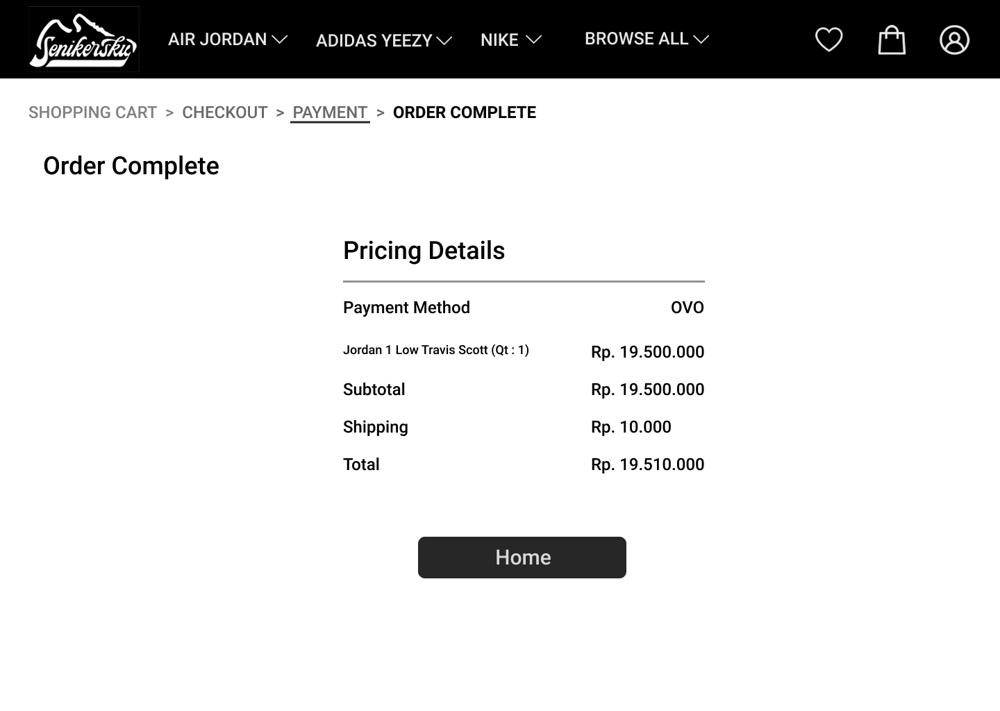 Senikersku
AIR JORDAN ADIDAS YEEZY NIKE BROWSE ALL
SHOPPING CART > CHECKOUT > PAYMENT > ORDER COMPLETE
Order Complete
Pricing Details
Payment Method OVO
Jordan 1 Low Travis Scott (Qt : 1) Rp. 19.500.000
Subtotal Rp. 19.500.000
Shipping Rp. 10.000
Total Rp. 19.510.000
Home